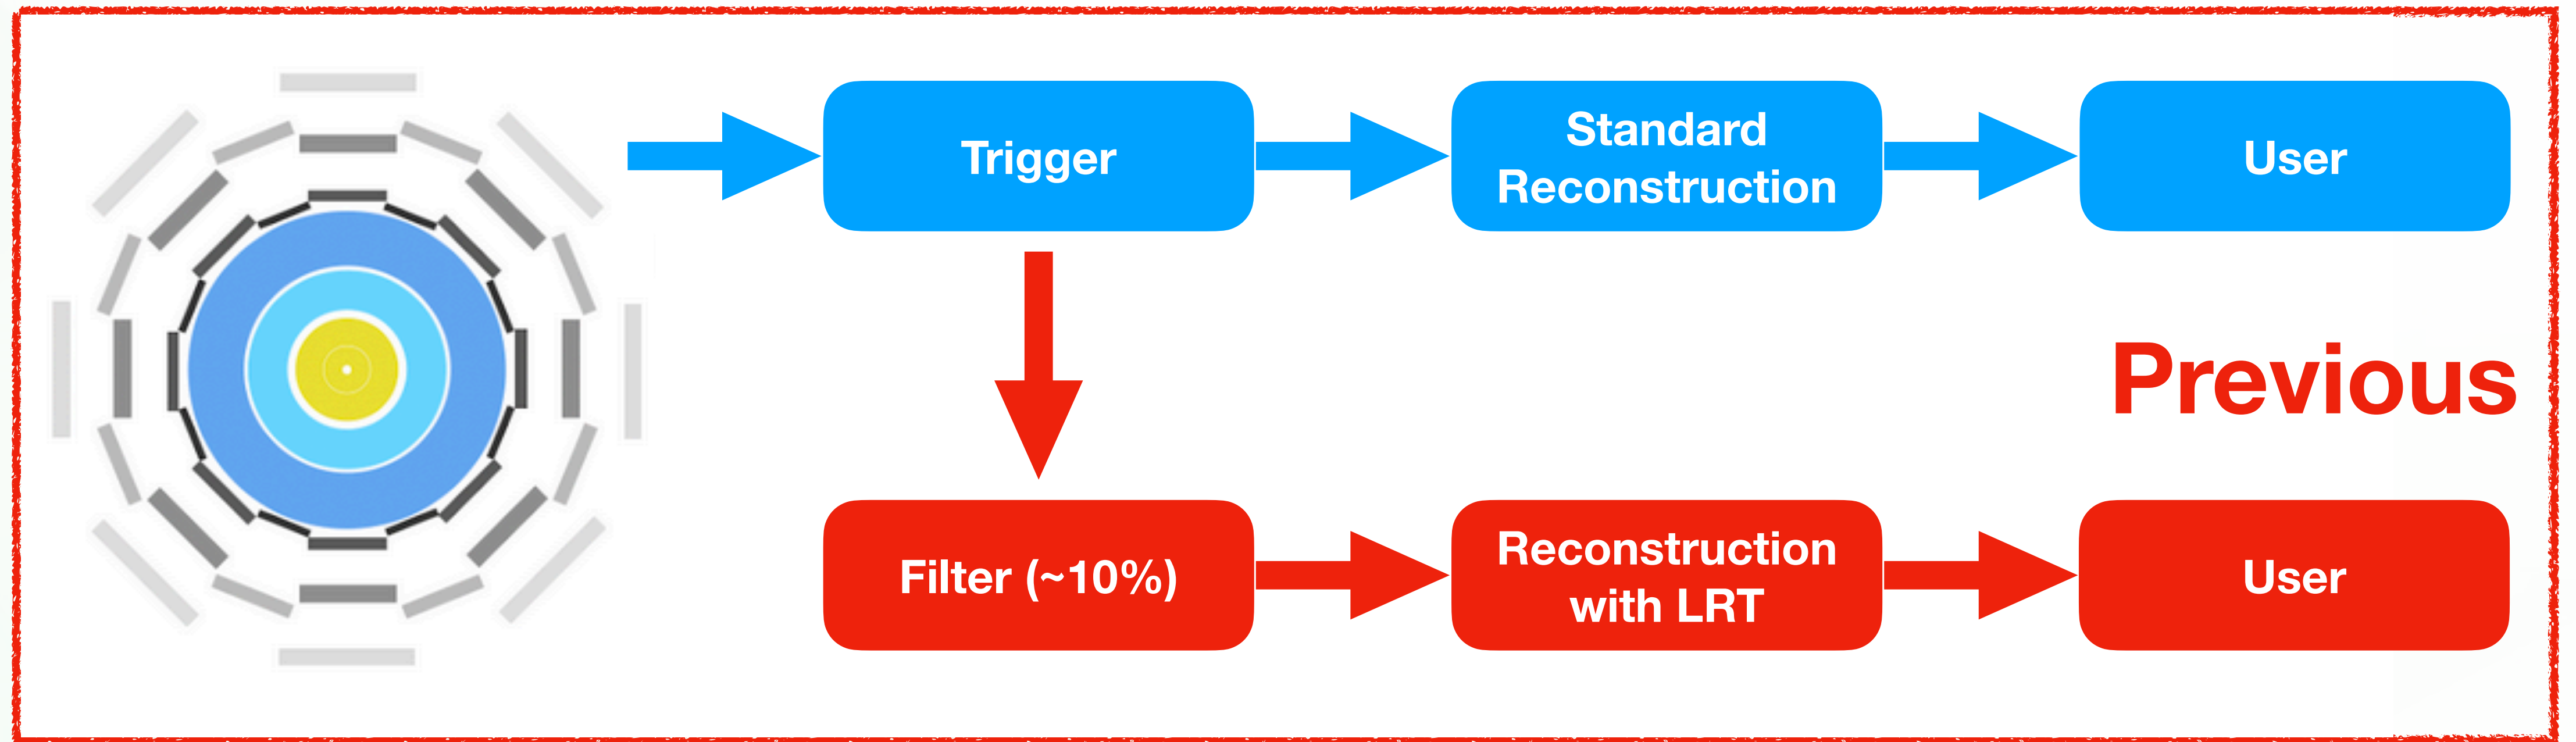 Trigger
Standard
Reconstruction
User
Previous
Filter (~10%)
Reconstruction
with LRT
User